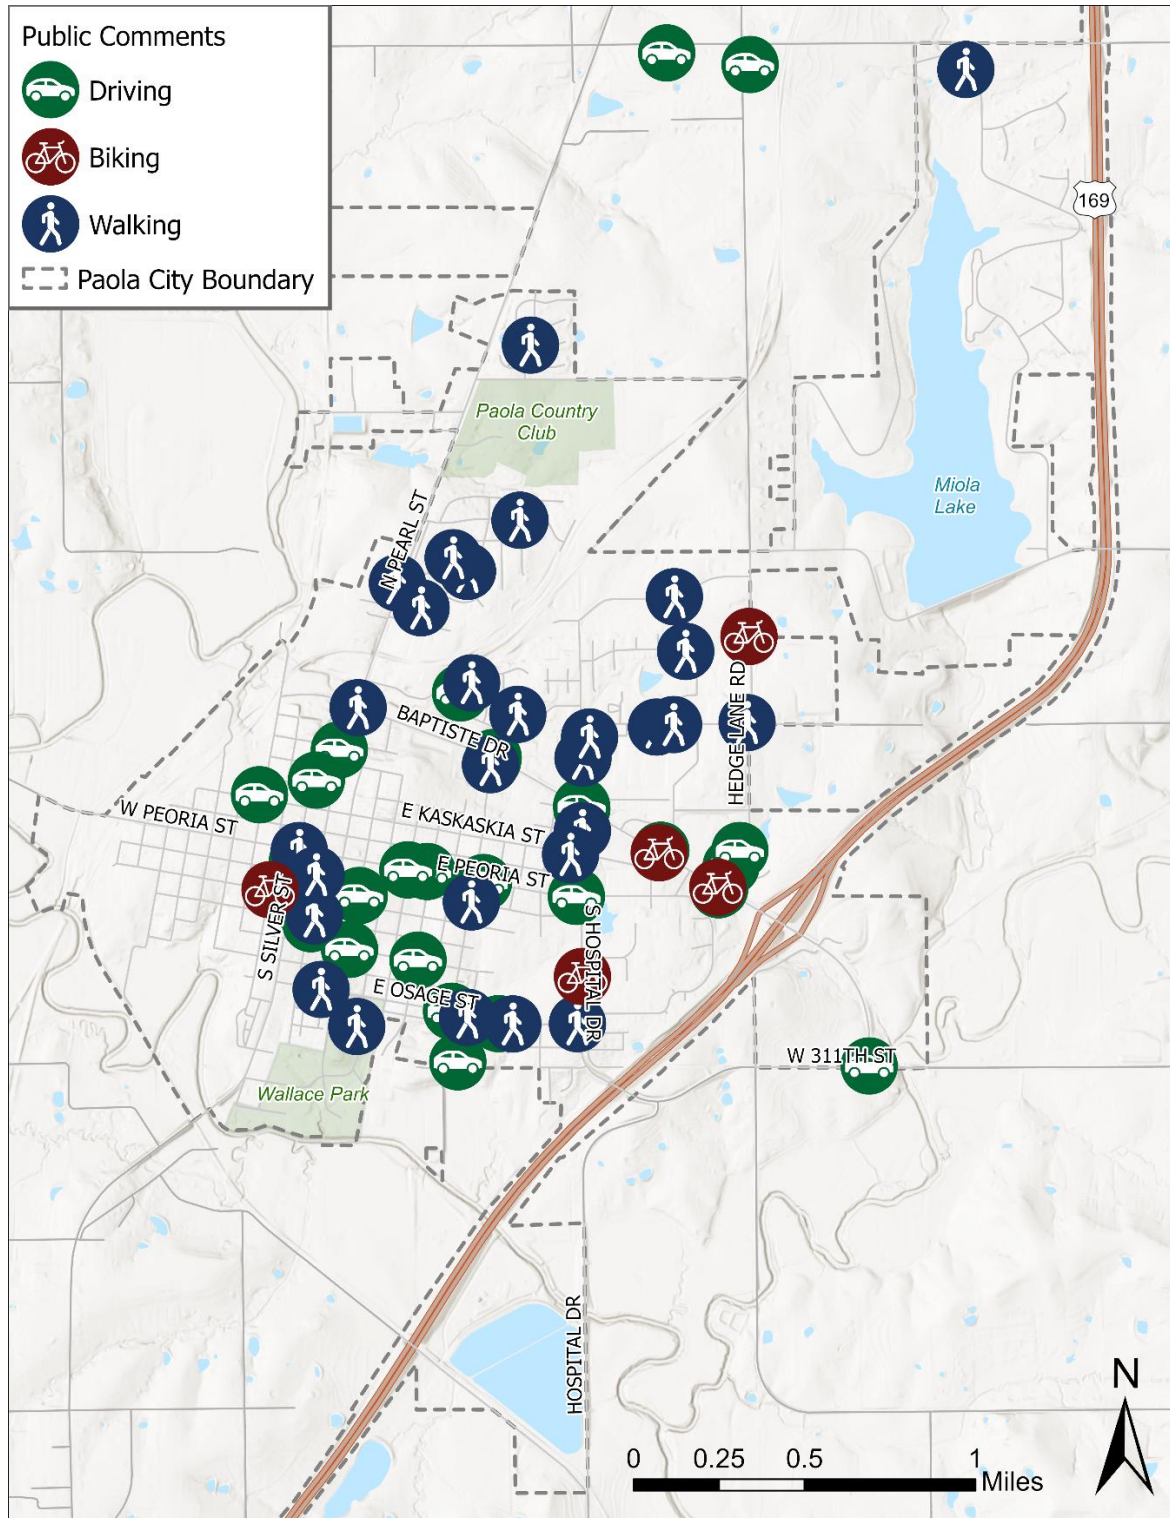 Public Comments
Driving
Biking
Walking
Paola City Boundary
169
Paola Country
Club
Miola
Lake
N PEARL ST
BAPTISTE DR
HEDGE LANE RD
W PEORIA ST
E KASKASKIA ST
E PEORIA ST
S SILVER ST
S HOSPITAL DR
E OSAGE ST
W 311TH ST
Wallace Park
HOSPITAL DR
N
0 0.25 0.5 1
Miles